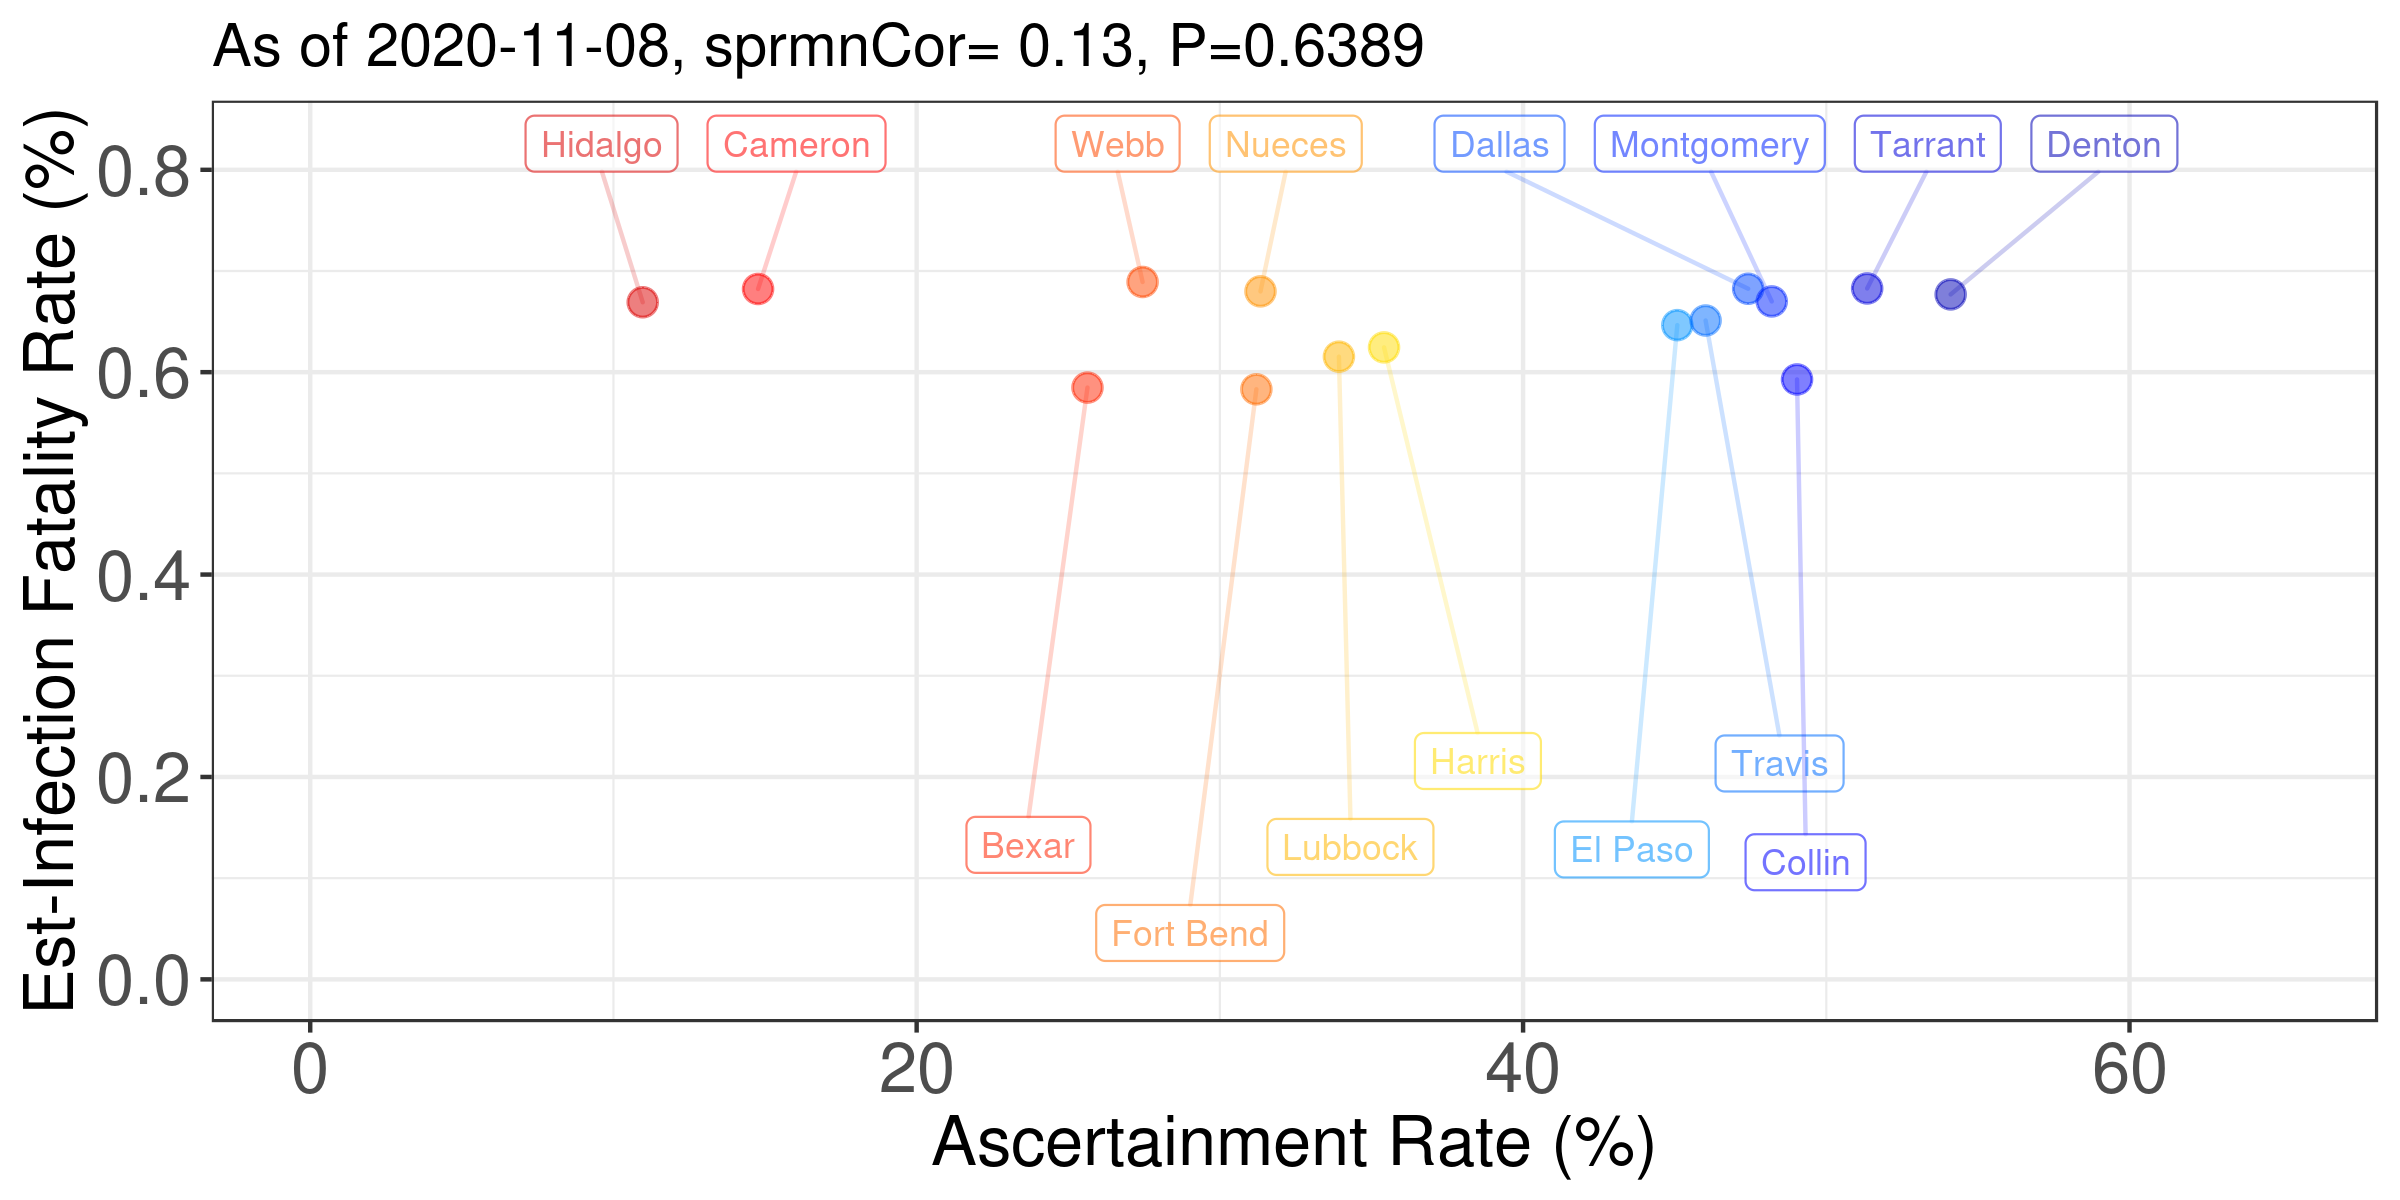 As of 2020-11-08, sprmnCor= 0.13, P=0.6389
Est-Infection Fatality Rate (%)
0.8
0.6
0.4
0.2
0.0
Hidalgo
Cameron
Webb
Nueces
Dallas
Montgomery
Tarrant
Denton
Harris
Travis
Bexar
Lubbock
El Paso
Collin
Fort Bend
0
20
40
60
Ascertainment Rate (%)